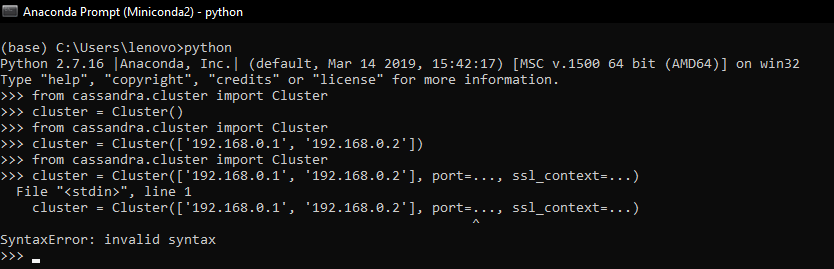 Anaconda Prompt (Miniconda2) - python
(base) C:\Users\lenovo>python
Python 2.7.16 |Anaconda, Inc.| (default, Mar 14 2019, 15:42:17) [MSC v.1500 64 bit (AMD64)] on win32
Type "help", "copyright", "credits" or "license" for more information.
>>> from cassandra.cluster import Cluster
>>> cluster = Cluster()
>>> from cassandra.cluster import Cluster
>>> cluster = Cluster(['192.168.0.1', '192.168.0.2'])
>>> from cassandra.cluster import Cluster
>>> cluster = Cluster(['192.168.0.1', '192.168.0.2'], port=..., ssl_context=...)
  File "<stdin>", line 1
    cluster = Cluster(['192.168.0.1', '192.168.0.2'], port=..., ssl_context=...)
                                                           ^
SyntaxError: invalid syntax
>>> _